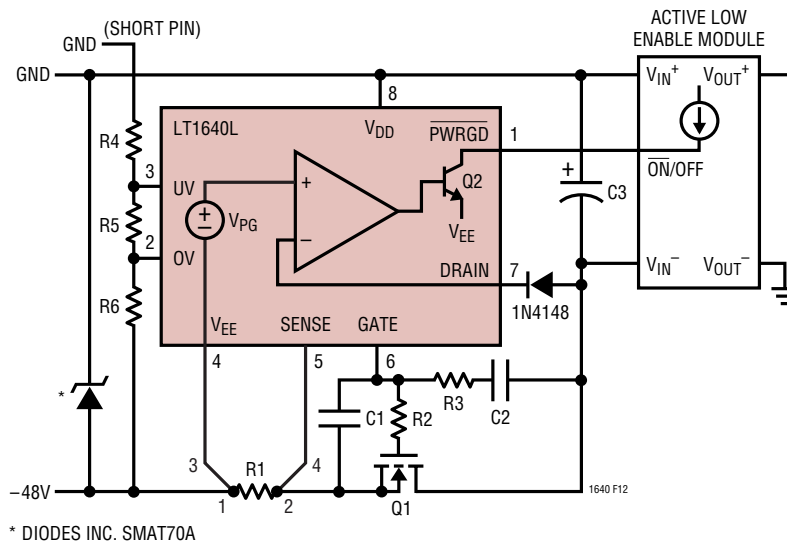 (SHORT PIN)
GND
GND
ACTIVE LOW
ENABLE MODULE
VIN+
VOUT+
ON/OFF
VIN–
VOUT–
8
LT1640L
VDD
PWRGD
1
R4
3
UV
R5
2
OV
R6
VPG
+
–
+
–
Q2
VEE
DRAIN
7
1N4148
+
C3
VEE
SENSE
GATE
4
5
6
C1
R2
R3
C2
*
3
R1
4
–48V
1
2
Q1
1640 F12
* DIODES INC. SMAT70A